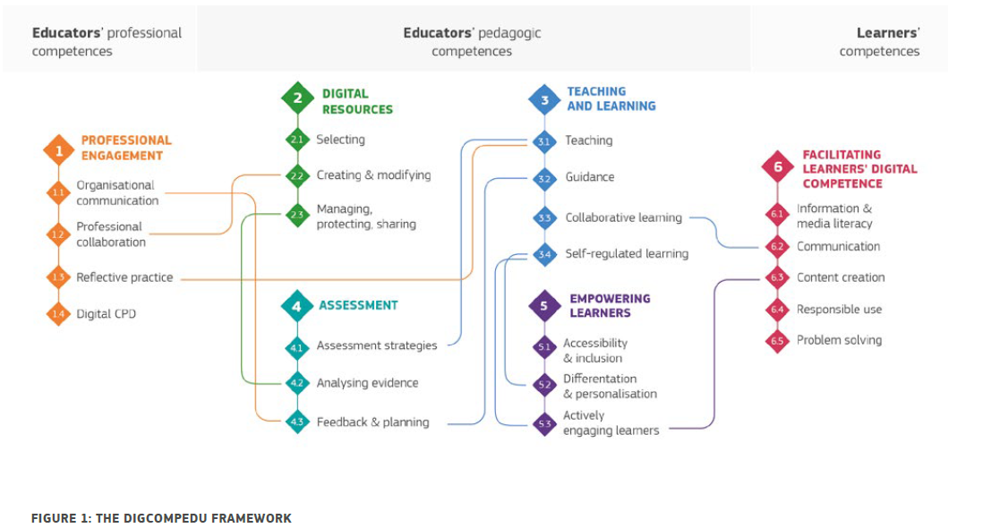 Educators' professional
competences
Educators' pedagogic
competences
Learners'
competences
1
PROFESSIONAL
ENGAGEMENT
1.1
Organisational
communication
1.2
Professional
collaboration
1.3
Reflective practice
1.4
Digital CPD
2
DIGITAL
RESOURCES
2.1
Selecting
2.2
Creating & modifying
2.3
Managing,
protecting, sharing
4
ASSESSMENT
4.1
Assessment strategies
4.2
Analysing evidence
4.3
Feedback & planning
3
TEACHING
AND LEARNING
3.1
Teaching
3.2
Guidance
3.3
Collaborative learning
3.4
Self-regulated learning
5
EMPOWERING
LEARNERS
5.1
Accessibility
& inclusion
5.2
Differentation
& personalisation
5.3
Actively
engaging learners
6
FACILITATING
LEARNERS' DIGITAL
COMPETENCE
6.1
Information &
media literacy
6.2
Communication
6.3
Content creation
6.4
Responsible use
6.5
Problem solving
FIGURE 1: THE DIGCOMPEDU FRAMEWORK